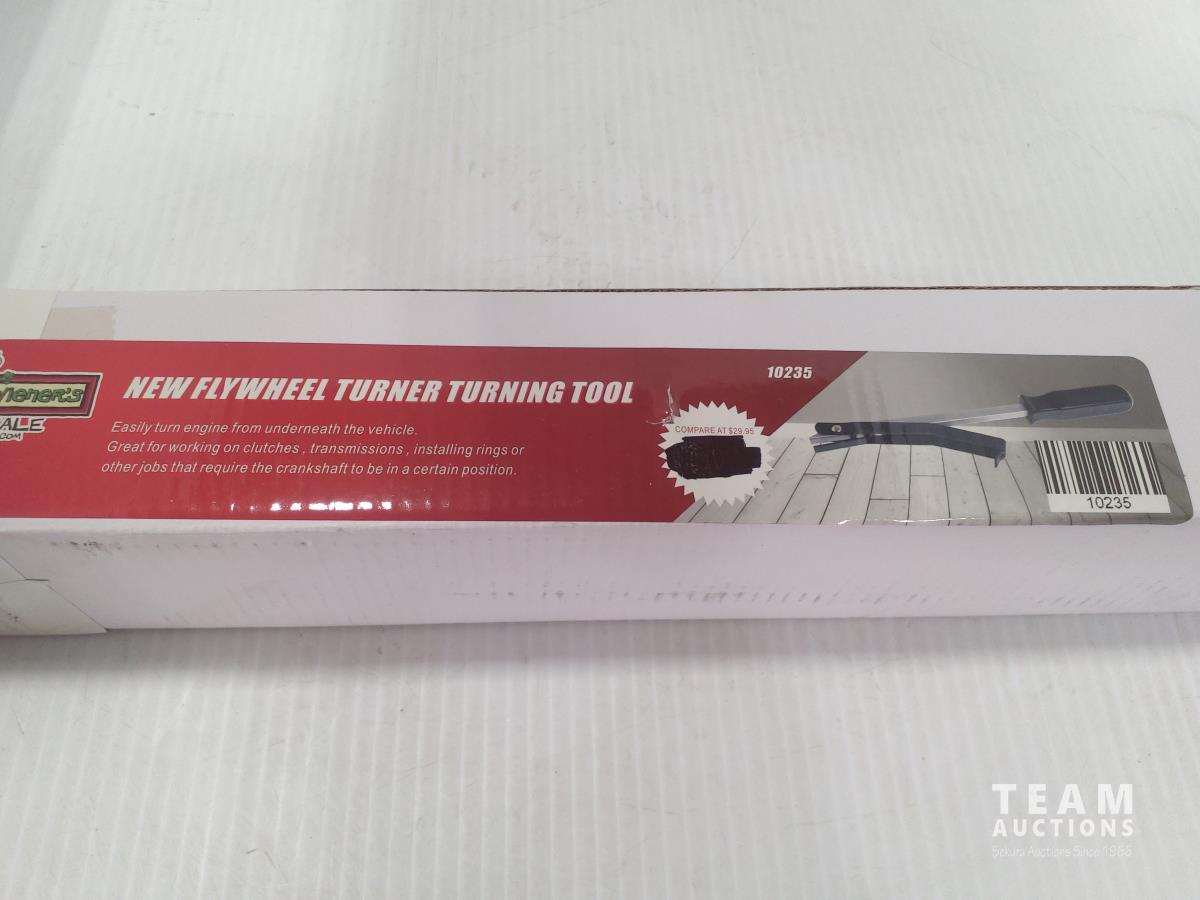 NEW FLYWHEEL TURNER TURNING TOOL
10235
Easily turn engine from underneath the vehicle.
Great for working on clutches , transmissions , installing rings or
other jobs that require the crankshaft to be in a certain position.
COMPARE AT $29.95
10235
TEAM
AUCTIONS
Sekura Auctions Since 1966